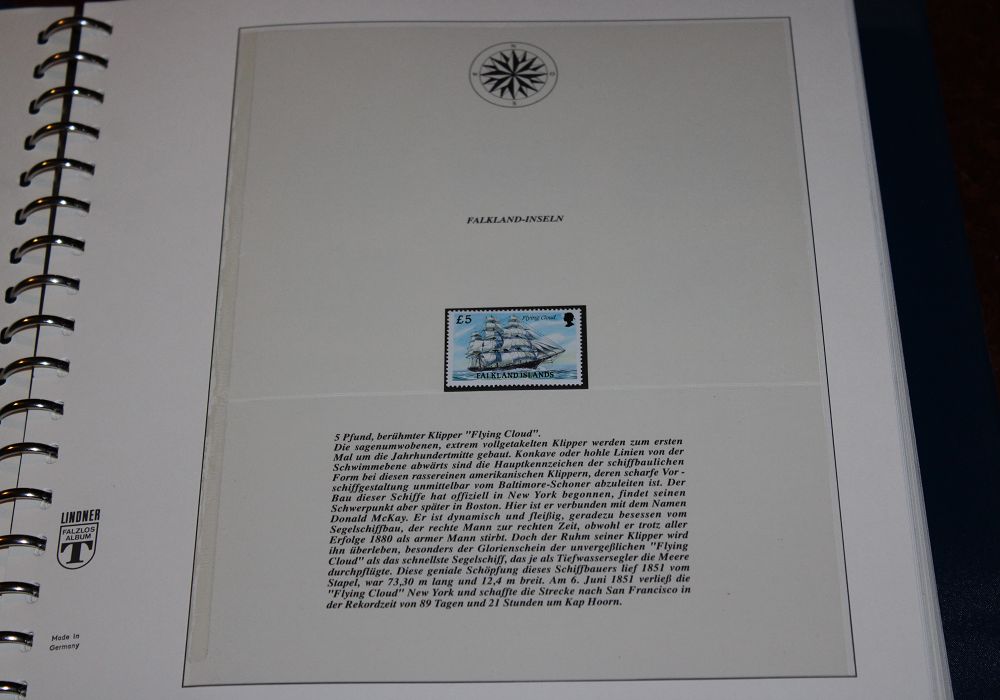 FALKLAND-INSELN
£5
Flying Cloud
FALKLAND ISLANDS
5 Pfund, berühmter Klipper "Flying Cloud".
Die sagenumwobenen, extrem vollgetakelten Klipper werden zum ersten
Mal um die Jahrhundertmitte gebaut. Konkave oder hohle Linien von der
Schwimmebene abwärts sind die Hauptkennzeichen der schiffbaulichen
Form bei diesen rassereinen amerikanischen Klippern, deren scharfe Vor -
schiffgestaltung unmittelbar vom Baltimore-Schoner abzuleiten ist. Der
Bau dieser Schiffe hat offiziell in New York begonnen, findet seinen
Schwerpunkt aber später in Boston. Hier ist er verbunden mit dem Namen
Donald McKay. Er ist dynamisch und fleißig, geradezu besessen vom
Segelschiffbau, der rechte Mann zur rechten Zeit, obwohl er trotz aller
Erfolge 1880 als armer Mann stirbt. Doch der Ruhm seiner Klipper wird
ihn überleben, besonders der Glorienschein der unvergeßlichen "Flying
Cloud" als das schnellste Segelschiff, das je als Tiefwassersegler die Meere
durchpflügte. Diese geniale Schöpfung dieses Schiffbauers lief 1851 vom
Stapel, war 73,30 m lang und 12,4 m breit. Am 6. Juni 1851 verließ die
"Flying Cloud" New York und schaffte die Strecke nach San Francisco in
der Rekordzeit von 89 Tagen und 21 Stunden um Kap Hoorn.
LINDNER
FALZLOS
ALBUM
T
Made in
Germany